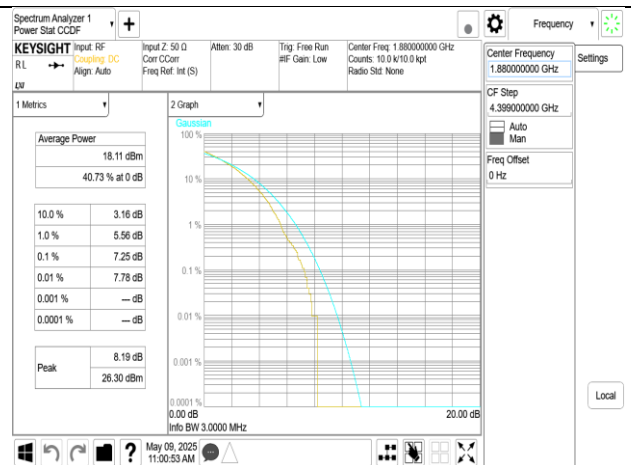 Spectrum Analyzer 1
Power Stat CCDF
Frequency
KEYSIGHT
RL
LXI
Input: RF
Coupling: DC
Align: Auto
Input Z: 50 Ω
Corr CCorr
Freq Ref: Int (S)
Atten: 30 dB
Trig: Free Run
#IF Gain: Low
Center Freq: 1.880000000 GHz
Counts: 10.0 k/10.0 kpt
Radio Std: None
Center Frequency
1.880000000 GHz
Settings
CF Step
4.399000000 GHz
Auto
Man
Freq Offset
0 Hz
1 Metrics
Average Power
18.11 dBm
40.73 % at 0 dB
10.0 % 3.16 dB
1.0 % 5.56 dB
0.1 % 7.25 dB
0.01 % 7.78 dB
0.001 % --- dB
0.0001 % --- dB
Peak
8.19 dB
26.30 dBm
2 Graph
Gaussian
100 %
10 %
1 %
0.1 %
0.01 %
0.001 %
0.0001 %
0.00 dB
20.00 dB
Info BW 3.0000 MHz
Local
?
May 09, 2025
11:00:53 AM